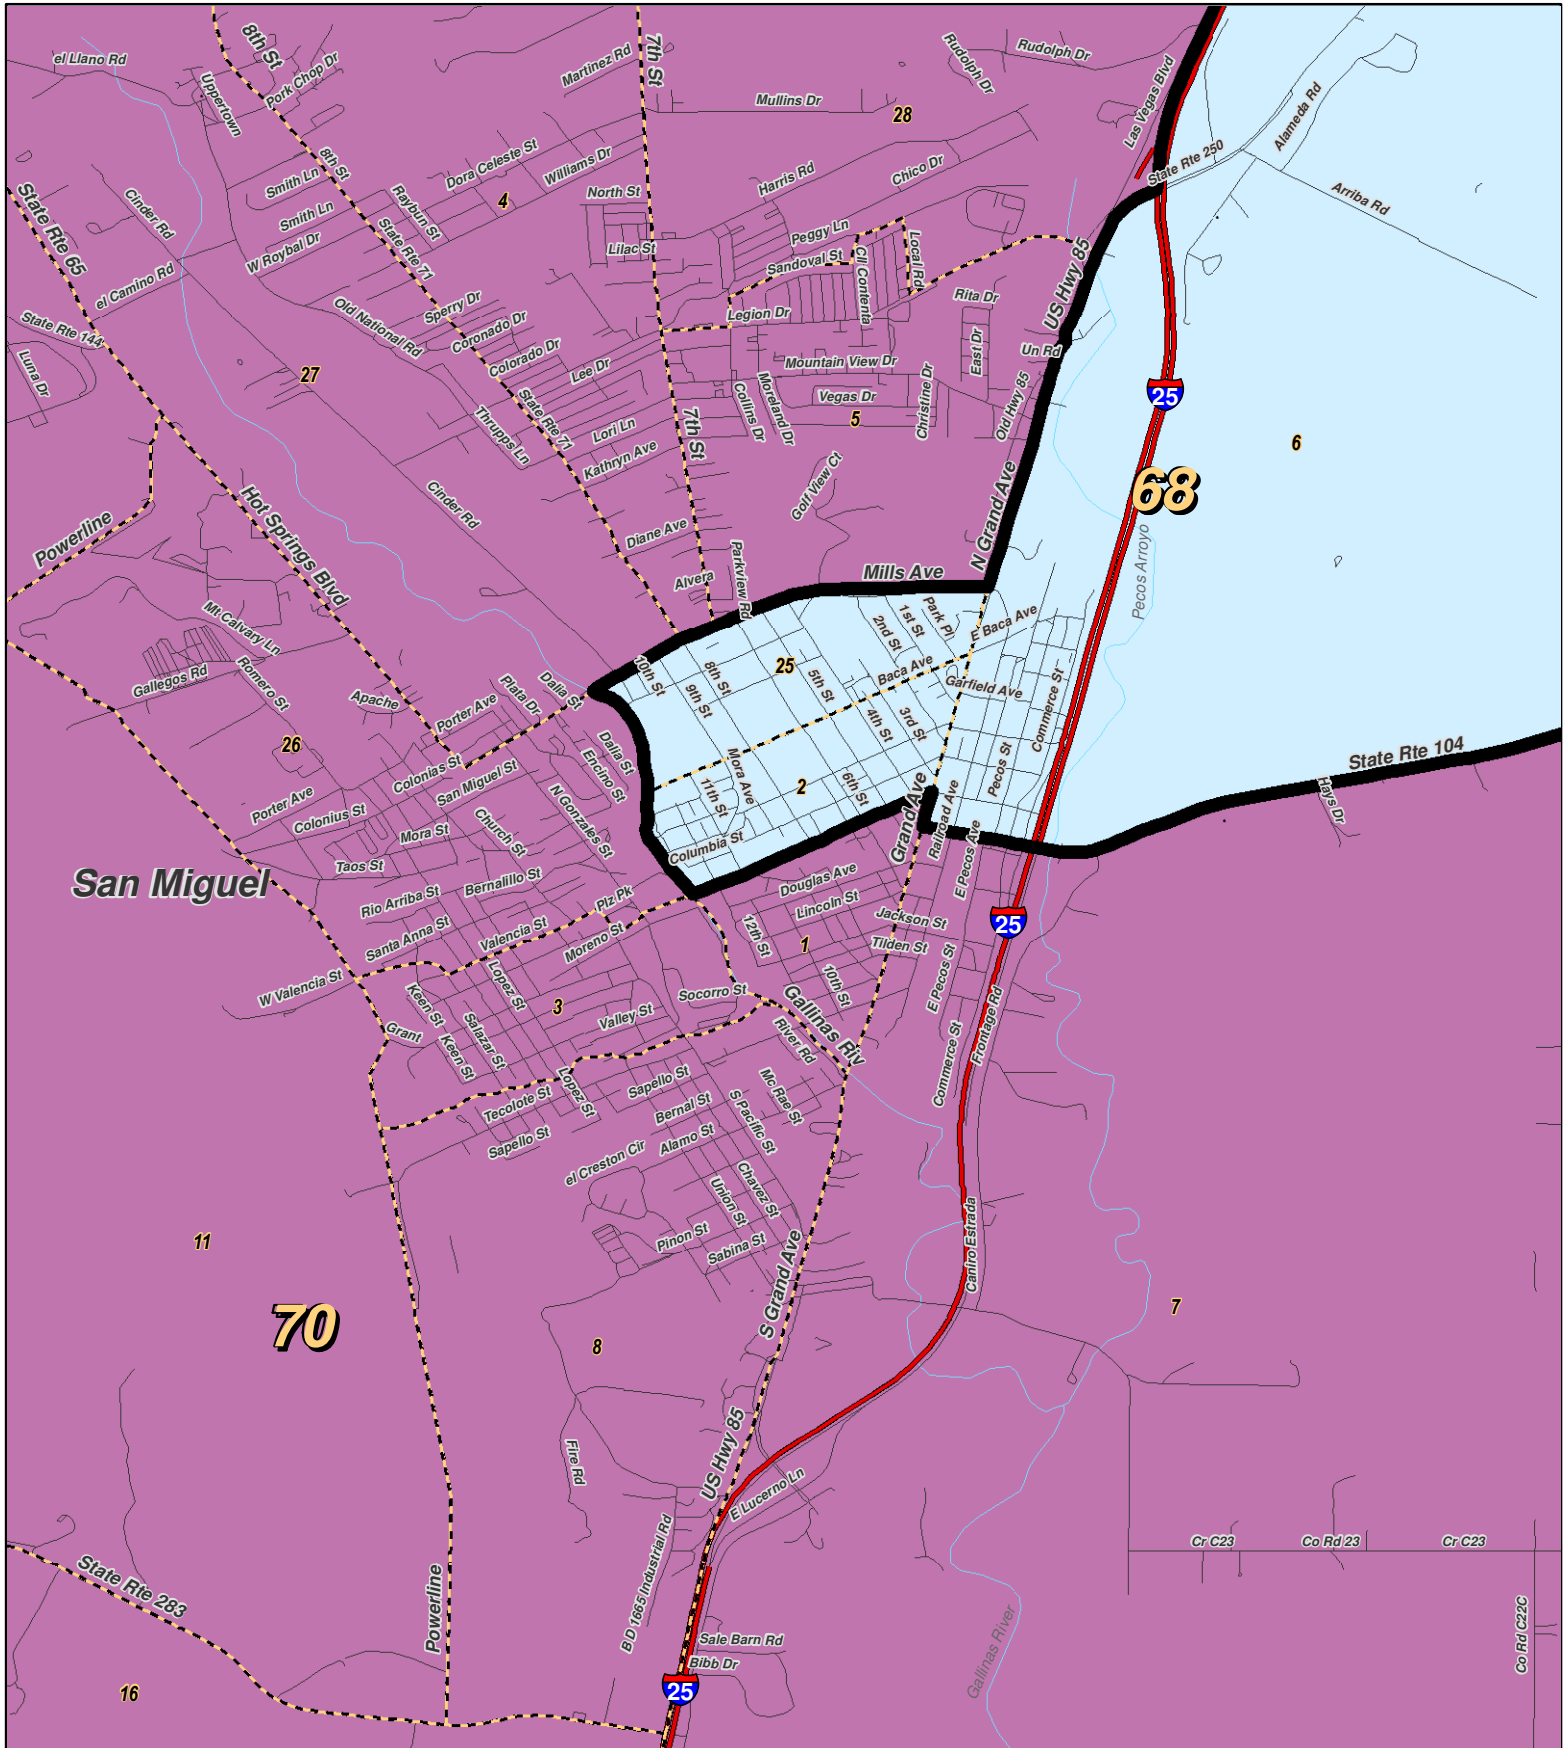 el Llano Rd
8th St
Pork Chop Dr
Uppertown
Martinez Rd
7th St
Mullins Dr
Rudolph Dr
Rudolph Dr
Las Vegas Blvd
28
Alameda Rd
State Rte 250
Arriba Rd
8th St
Smith Ln
Smith Ln
W Roybal Dr
Raybun St
State Rte 71
Dora Celeste St
Williams Dr
4
North St
Lilac St
Harris Rd
Chico Dr
Peggy Ln
Sandoval St
Cll Contenta
Local Rd
State Rte 65
Cinder Rd
el Camino Rd
State Rte 144
Luna Dr
Old National Rd
Sperry Dr
Coronado Dr
Colorado Dr
Lee Dr
Legion Dr
Rita Dr
US Hwy 85
Un Rd
East Dr
Mountain View Dr
Vegas Dr
5
Christine Dr
Old Hwy 85
Collins Dr
Moreland Dr
25
27
Thrupps Ln
State Rte 71
Lori Ln
Kathryn Ave
7th St
6
68
Golf View Ct
N Grand Ave
Pecos Arroyo
Powerline
Hot Springs Blvd
Cinder Rd
Diane Ave
Alvera
Parkview Rd
Mills Ave
Mt Calvary Ln
Gallegos Rd
Romero St
Apache
Porter Ave
Plata Dr
Dalia St
10th St
9th St
8th St
25
5th St
2nd St
1st St
Park Pl
E Baca Ave
Baca Ave
Garfield Ave
4th St
3rd St
Commerce St
26
Dalia St
Encino St
Colonias St
San Miguel St
N Gonzales St
Porter Ave
Colonius St
Mora St
Church St
Taos St
Mora Ave
11th St
2
6th St
Pecos St
State Rte 104
Hays Dr
Columbia St
Grand Ave
Railroad Ave
E Pecos Ave
San Miguel
Rio Arriba St
Bernalillo St
Plz Pk
Douglas Ave
Lincoln St
Jackson St
Tilden St
12th St
1
10th St
25
Santa Anna St
Valencia St
Moreno St
W Valencia St
Lopez St
Keen St
Grant
Keen St
Salazar St
3
Valley St
Socorro St
Gallinas Riv
River Rd
E Pecos St
Commerce St
Frontage Rd
Tecolote St
Lopez St
Sapello St
Sapello St
Bernal St
Alamo St
S Pacific St
Mc Rae St
el Creston Cir
Chavez St
Union St
Pinon St
Sabina St
S Grand Ave
Caniro Estrada
11
70
8
7
Fire Rd
US Hwy 85
E Lucerno Ln
B D 1665 Industrial Rd
Cr C23
Co Rd 23
Cr C23
Co Rd C22C
State Rte 283
Powerline
Sale Barn Rd
Bibb Dr
25
16
Gallinas River